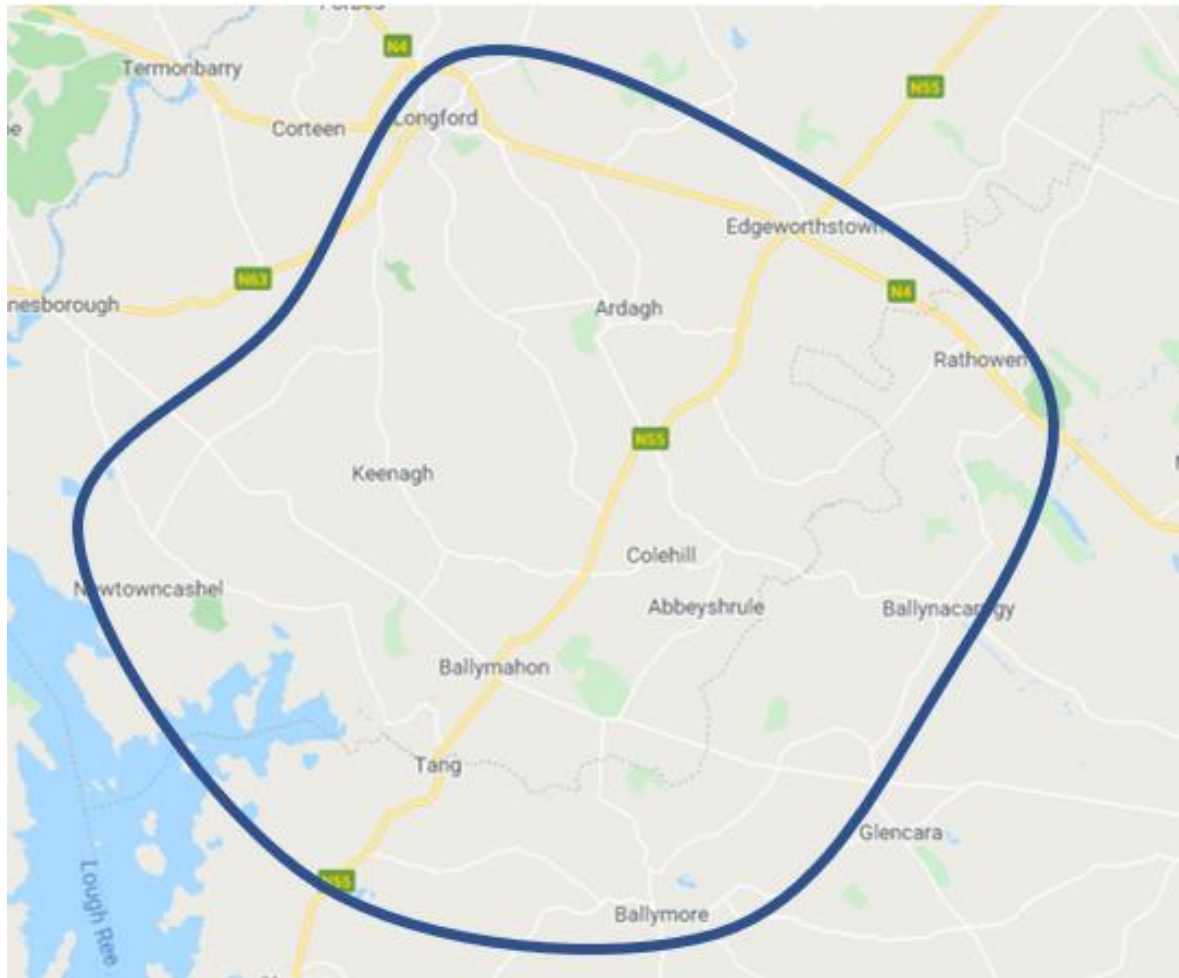 N4
Termonbarry
N55
Longford
Corteen
Edgeworthstown
N63
nesborough
N4
Ardagh
Rathowen
N55
Keenagh
Colehill
Newtowncashel
Abbeyshrule
Ballynacarrigy
Ballymahon
Tang
Glencara
N55
Lough Ree
Ballymore